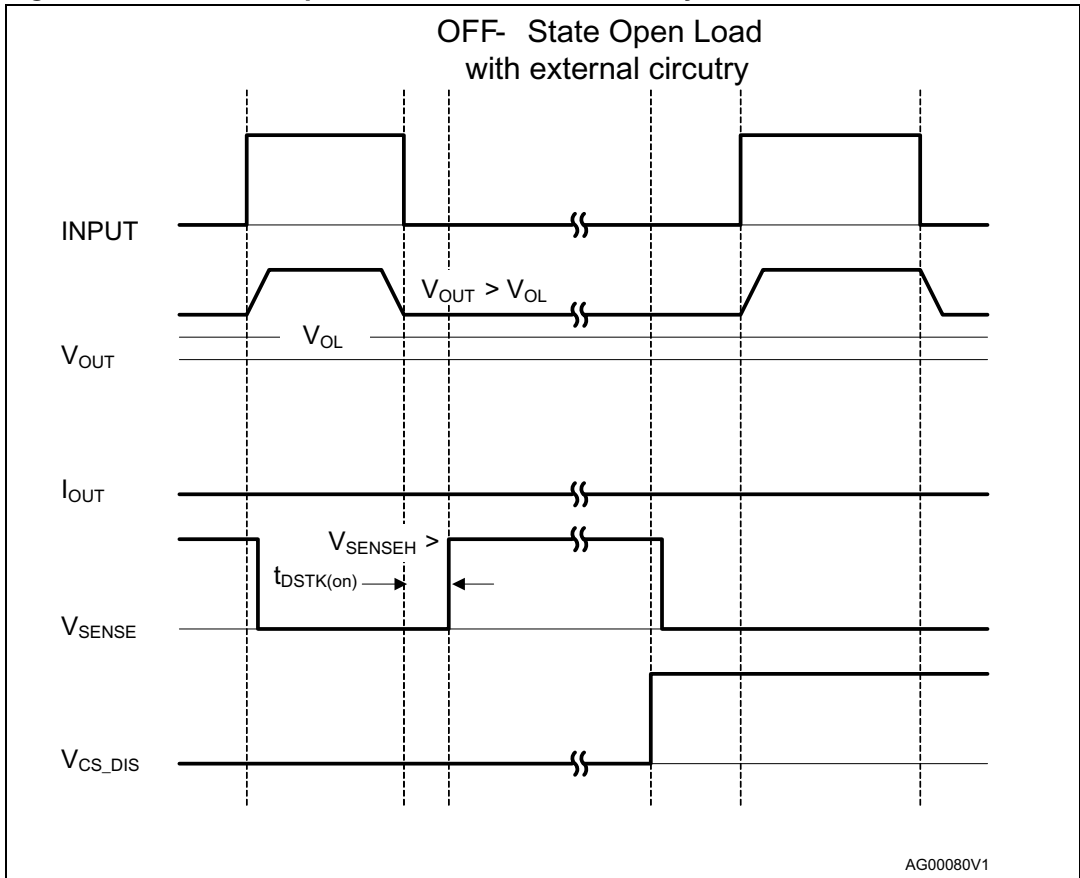 OFF- State Open Load
with external circutry
INPUT
V_OUT > V_OL
V_OL
V_OUT
I_OUT
V_SENSEH >
t_DSTK(on)
V_SENSE
V_CS_DIS
AG00080V1